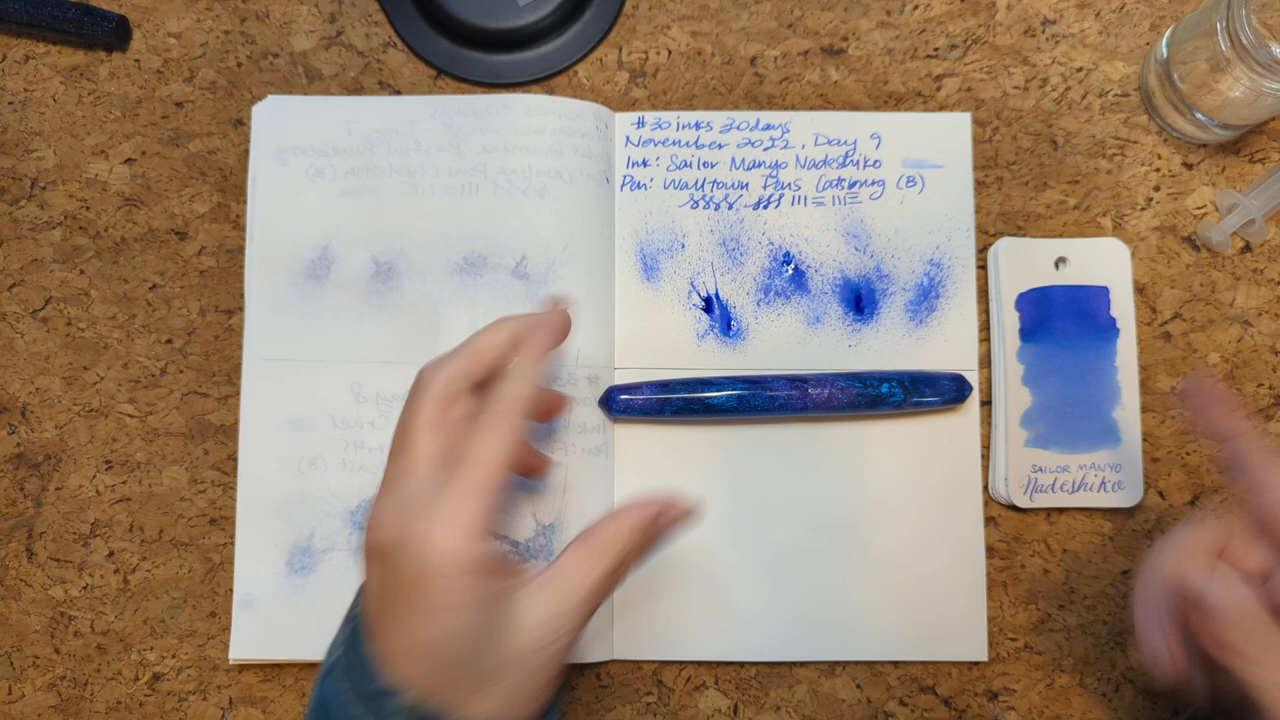 #30inks30days
November 2022, Day 9
Ink: Sailor Manyo Nadeshiko
Pen: Walltown Pens Catsburg (B)
SAILOR MANYO
Nadeshiko